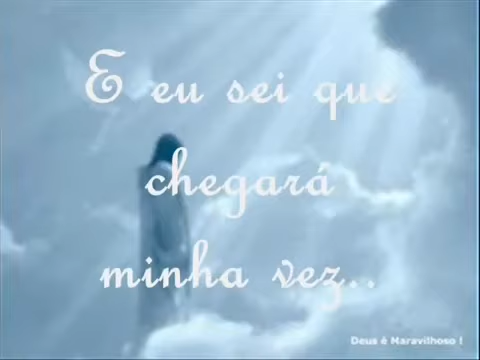 E eu sei que
chegará
minha vez..
Deus é Maravilhoso !